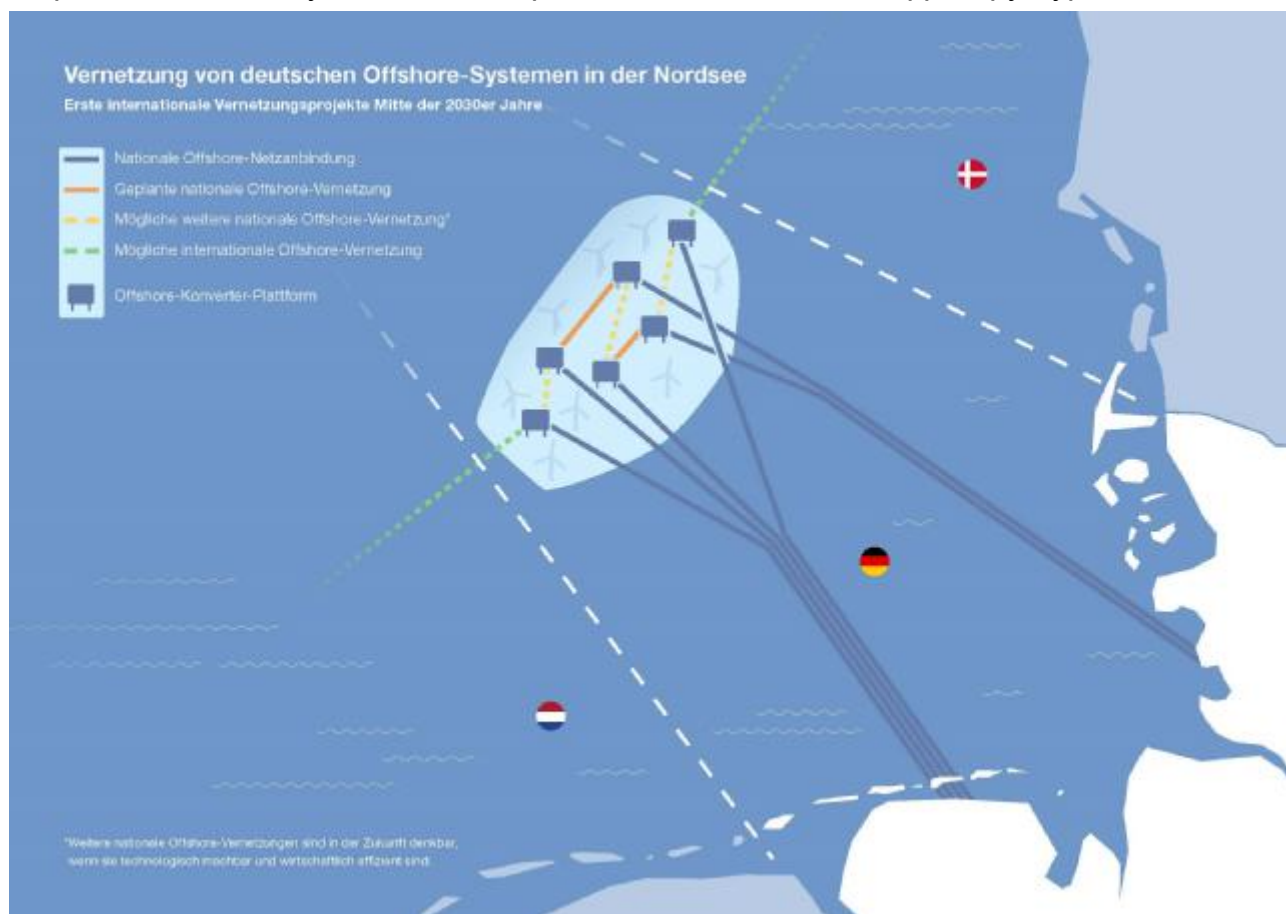 Vernetzung von deutschen Offshore-Systemen in der Nordsee
Erste internationale Vernetzungsprojekte Mitte der 2030er Jahre
Nationale Offshore-Netzanbindung
Geplante nationale Offshore-Vernetzung
Mögliche weitere nationale Offshore-Vernetzung*
Mögliche internationale Offshore-Vernetzung
Offshore-Konverter-Plattform
*Weitere nationale Offshore-Vernetzungen sind in der Zukunft denkbar,
wenn sie technologisch machbar und wirtschaftlich effizient sind.